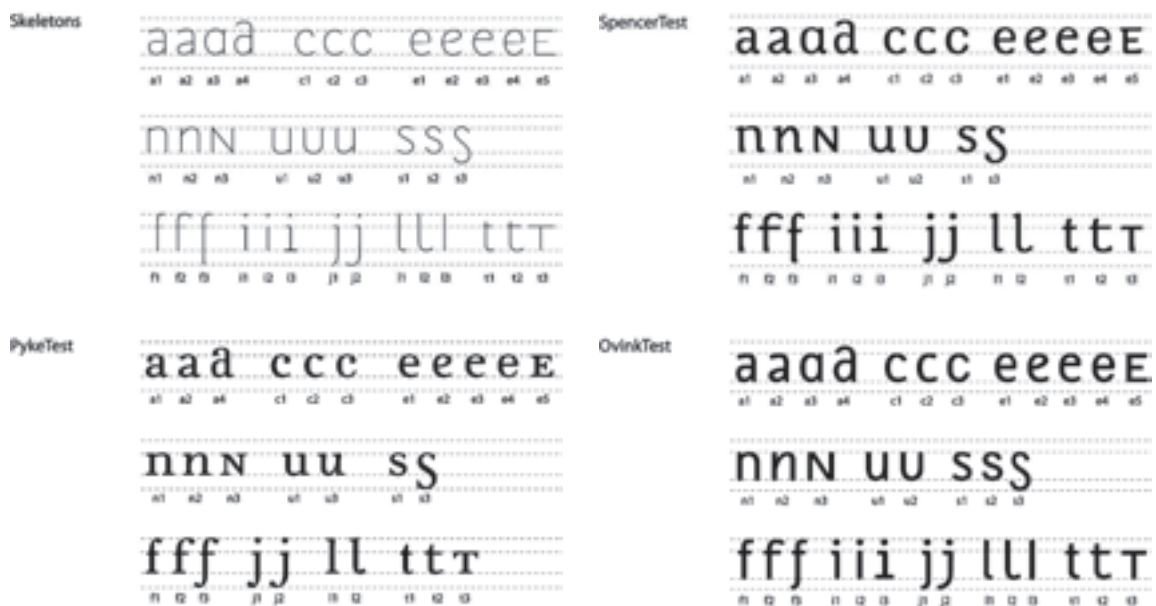 Skeletons
aaaa ccc eeeee
a1 a2 a3 a4 c1 c2 c3 e1 e2 e3 e4 e5
nnN uuu sss
n1 n2 n3 u1 u2 u3 s1 s2 s3
fff iii jj lll ttT
f1 f2 f3 i1 i2 i3 j1 j2 l1 l2 l3 t1 t2 t3
SpencerTest
aaaa ccc eeeeE
a1 a2 a3 a4 c1 c2 c3 e1 e2 e3 e4 e5
nnN uu ss
n1 n2 n3 u1 u2 s1 s3
fff iii jj ll ttT
f1 f2 f3 i1 i2 i3 j1 j2 l1 l2 t1 t2 t3
PykeTest
aaa ccc eeeeE
a1 a2 a4 c1 c2 c3 e1 e2 e3 e4 e5
nnN uu ss
n1 n2 n3 u1 u3 s1 s3
fff jj ll ttT
f1 f2 f3 j1 j2 l1 l2 t1 t2 t3
OvinkTest
aaaa ccc eeeeE
a1 a2 a3 a4 c1 c2 c3 e1 e2 e3 e4 e5
nnN uu sss
n1 n2 n3 u1 u2 s1 s2 s3
fff iii jj lll ttT
f1 f2 f3 i1 i2 i3 j1 j2 l1 l2 l3 t1 t2 t3